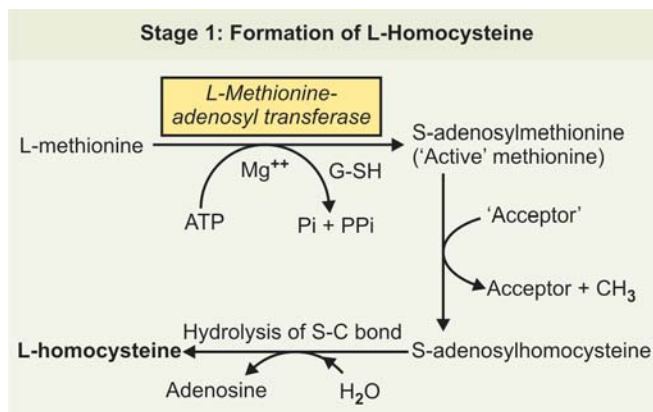 Stage 1: Formation of L-Homocysteine
L-Methionine-
adenosyl transferase
L-methionine
S-adenosylmethionine
('Active' methionine)
Mg++
G-SH
ATP
Pi + PPi
'Acceptor'
Acceptor + CH3
Hydrolysis of S-C bond
L-homocysteine
S-adenosylhomocysteine
Adenosine
H2O